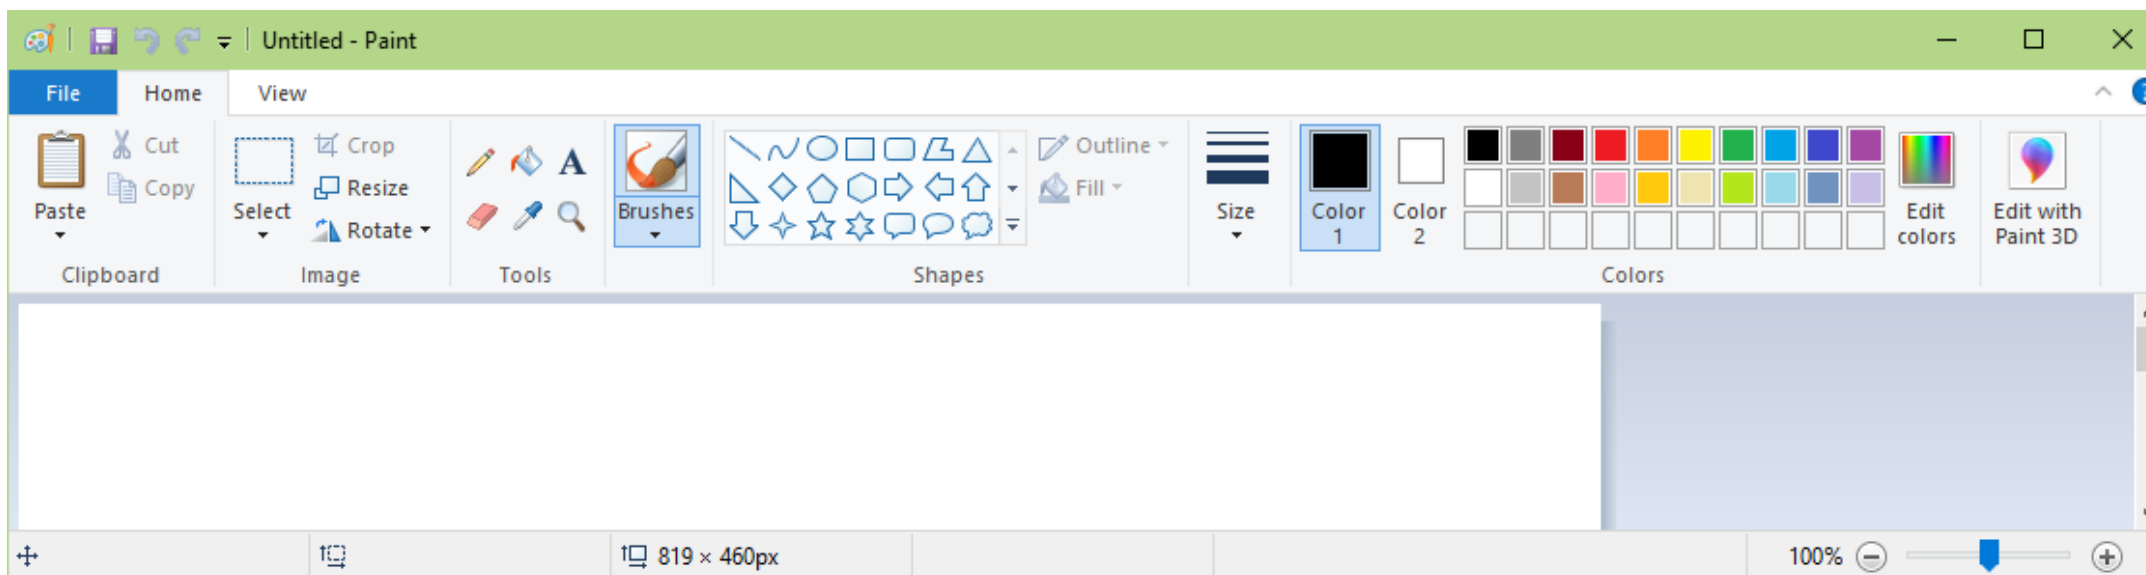 Untitled - Paint
File Home View
Paste
Cut
Copy
Clipboard
Select
Crop
Resize
Rotate
Image
A
Tools
Brushes
Outline
Fill
Shapes
Size
Color
1
Color
2
Edit
colors
Colors
Edit with
Paint 3D
819 × 460px
100%